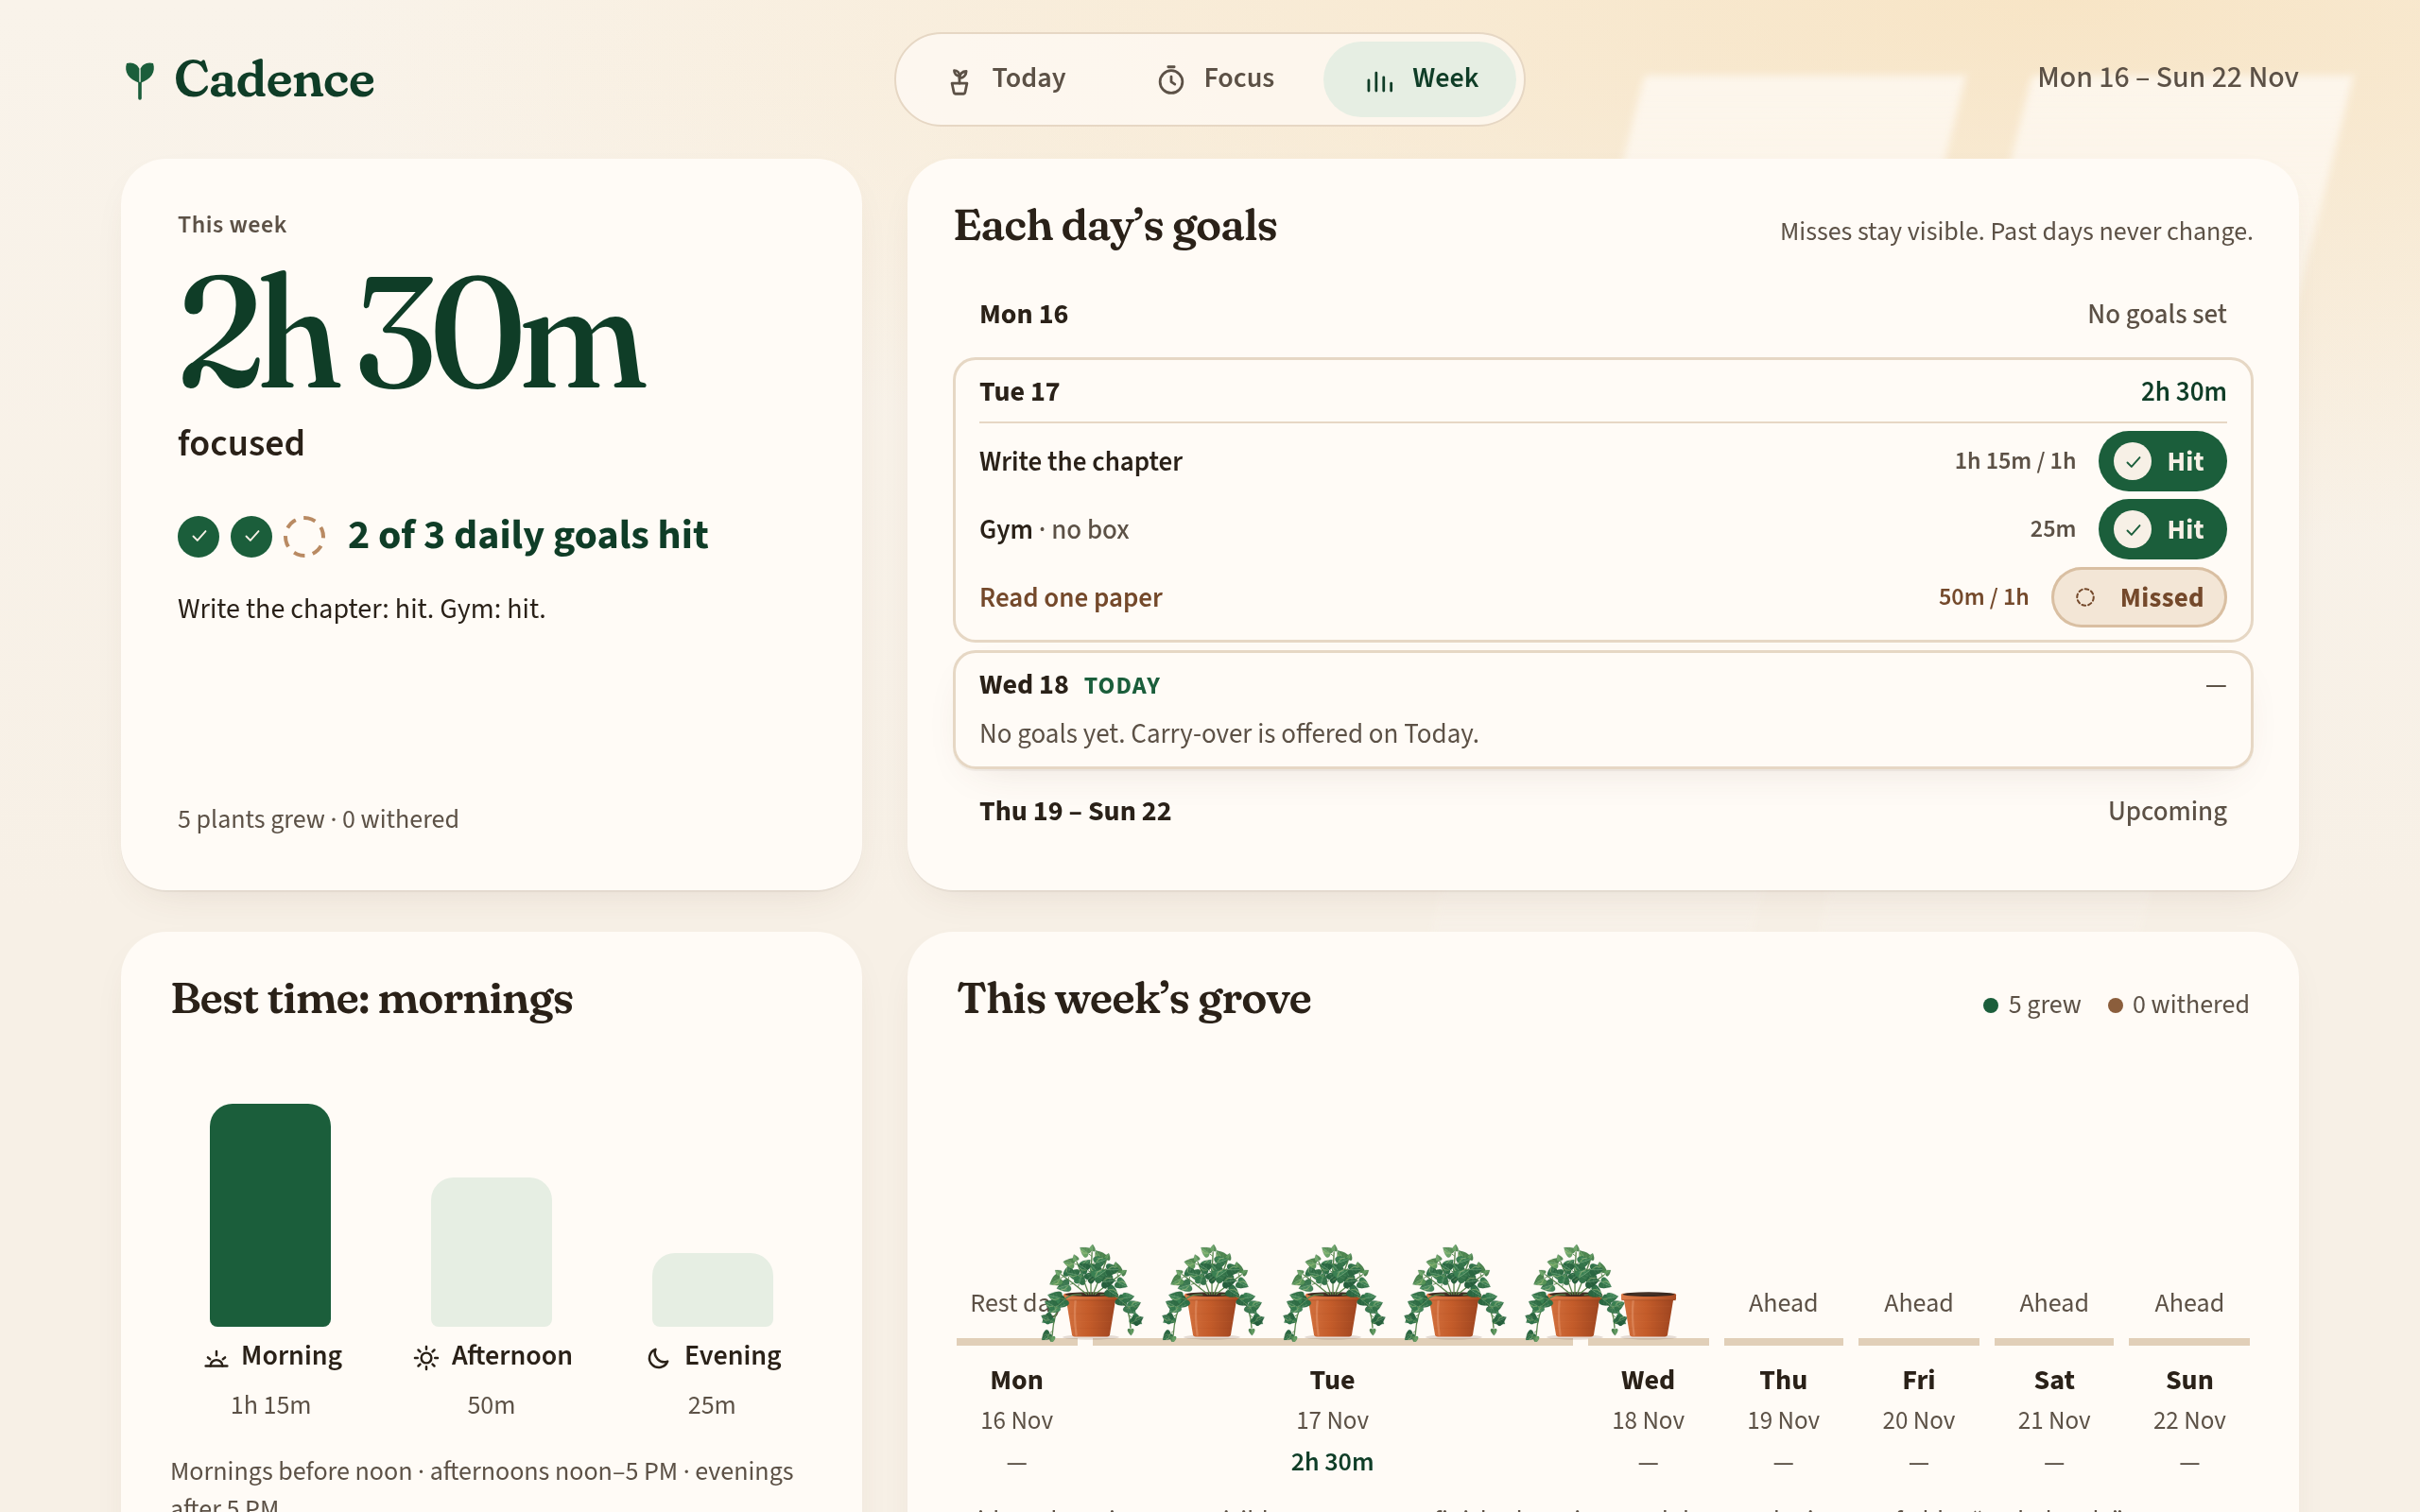 Cadence
Today
Focus
Week
Mon 16 – Sun 22 Nov
This week
2h 30m
focused
2 of 3 daily goals hit
Write the chapter: hit. Gym: hit.
5 plants grew · 0 withered
Each day’s goals
Misses stay visible. Past days never change.
Mon 16
No goals set
Tue 17
2h 30m
Write the chapter
1h 15m / 1h
Hit
Gym · no box
25m
Hit
Read one paper
50m / 1h
Missed
Wed 18 TODAY
—
No goals yet. Carry-over is offered on Today.
Thu 19 – Sun 22
Upcoming
Best time: mornings
Morning
Afternoon
Evening
1h 15m
50m
25m
Mornings before noon · afternoons noon–5 PM · evenings
after 5 PM
This week’s grove
5 grew
0 withered
Rest
Ahead
Ahead
Ahead
Ahead
Mon
Tue
Wed
Thu
Fri
Sat
Sun
16 Nov
17 Nov
18 Nov
19 Nov
20 Nov
21 Nov
22 Nov
—
2h 30m
—
—
—
—
—